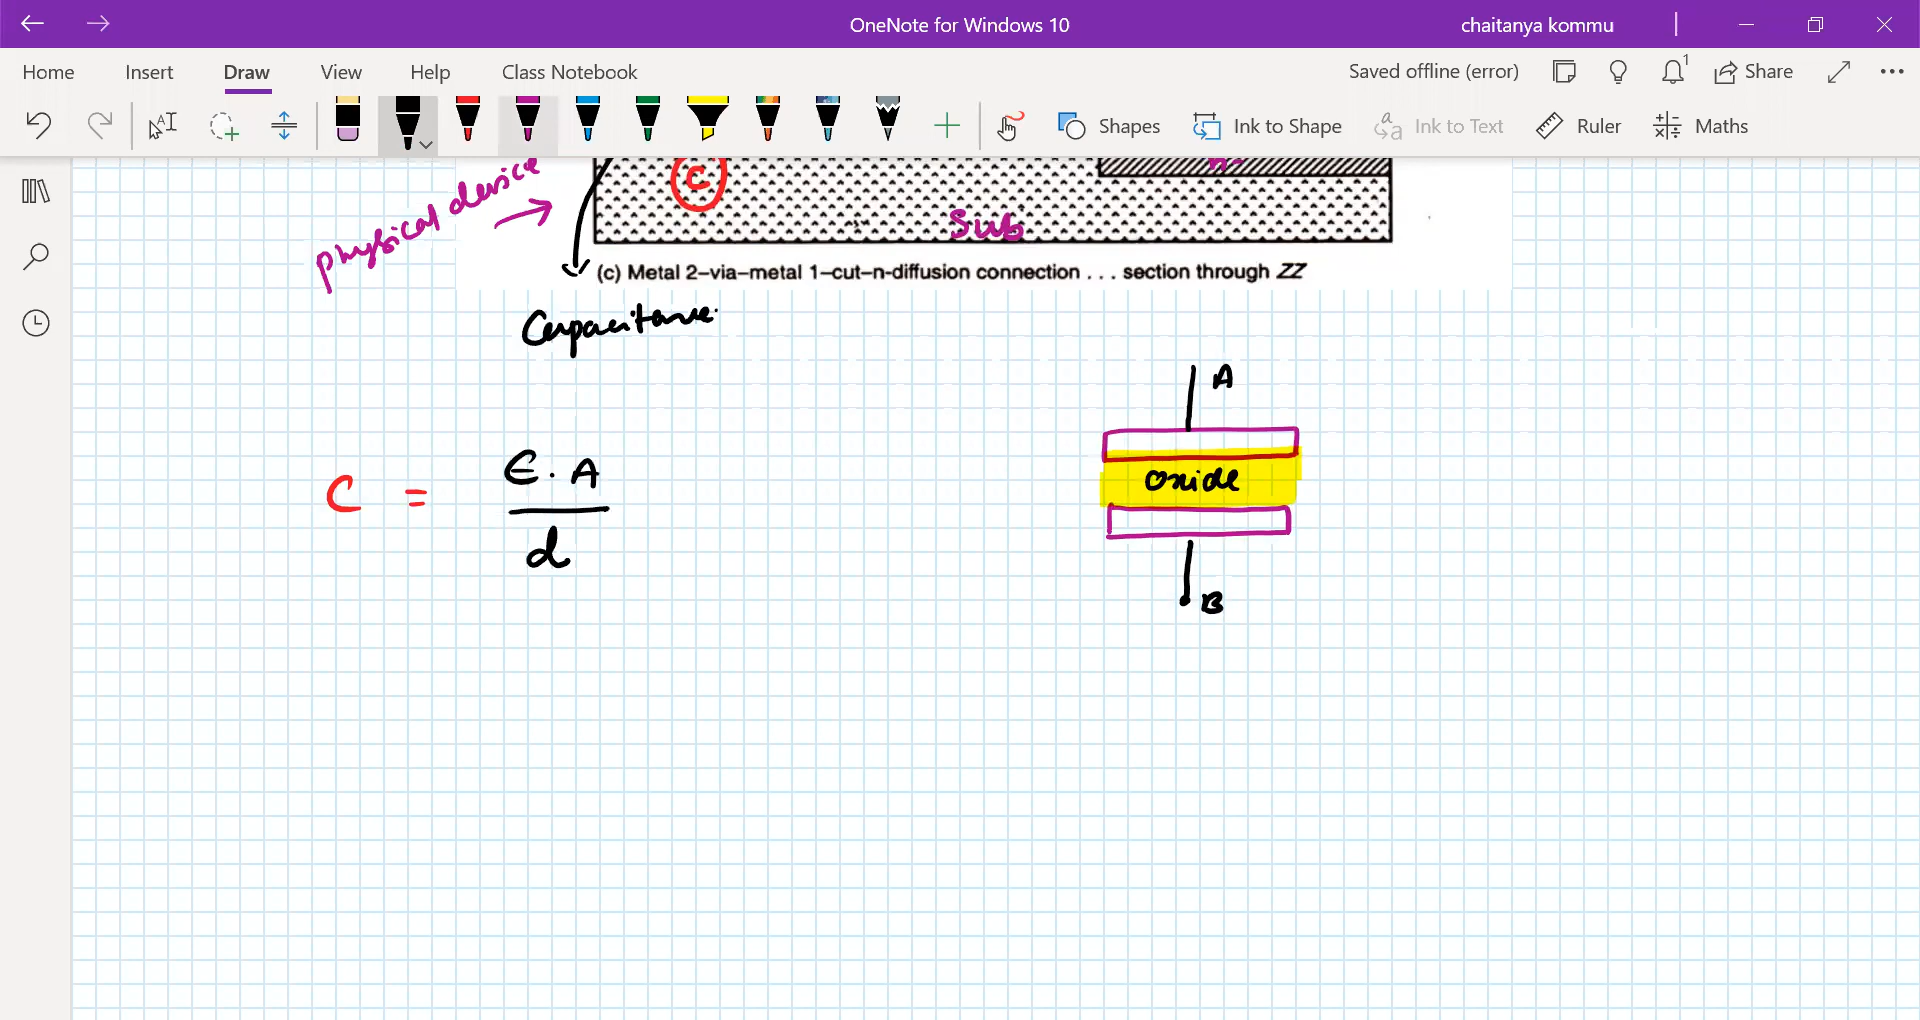 OneNote for Windows 10
chaitanya kommu
Home Insert Draw View Help Class Notebook
Saved offline (error) 1 Share
Shapes Ink to Shape Ink to Text Ruler Maths
physical device
C
Sub
(c) Metal 2–via–metal 1–cut–n–diffusion connection . . . section through ZZ
Capacitance
A
C = ∈ . A
d
oxide
B